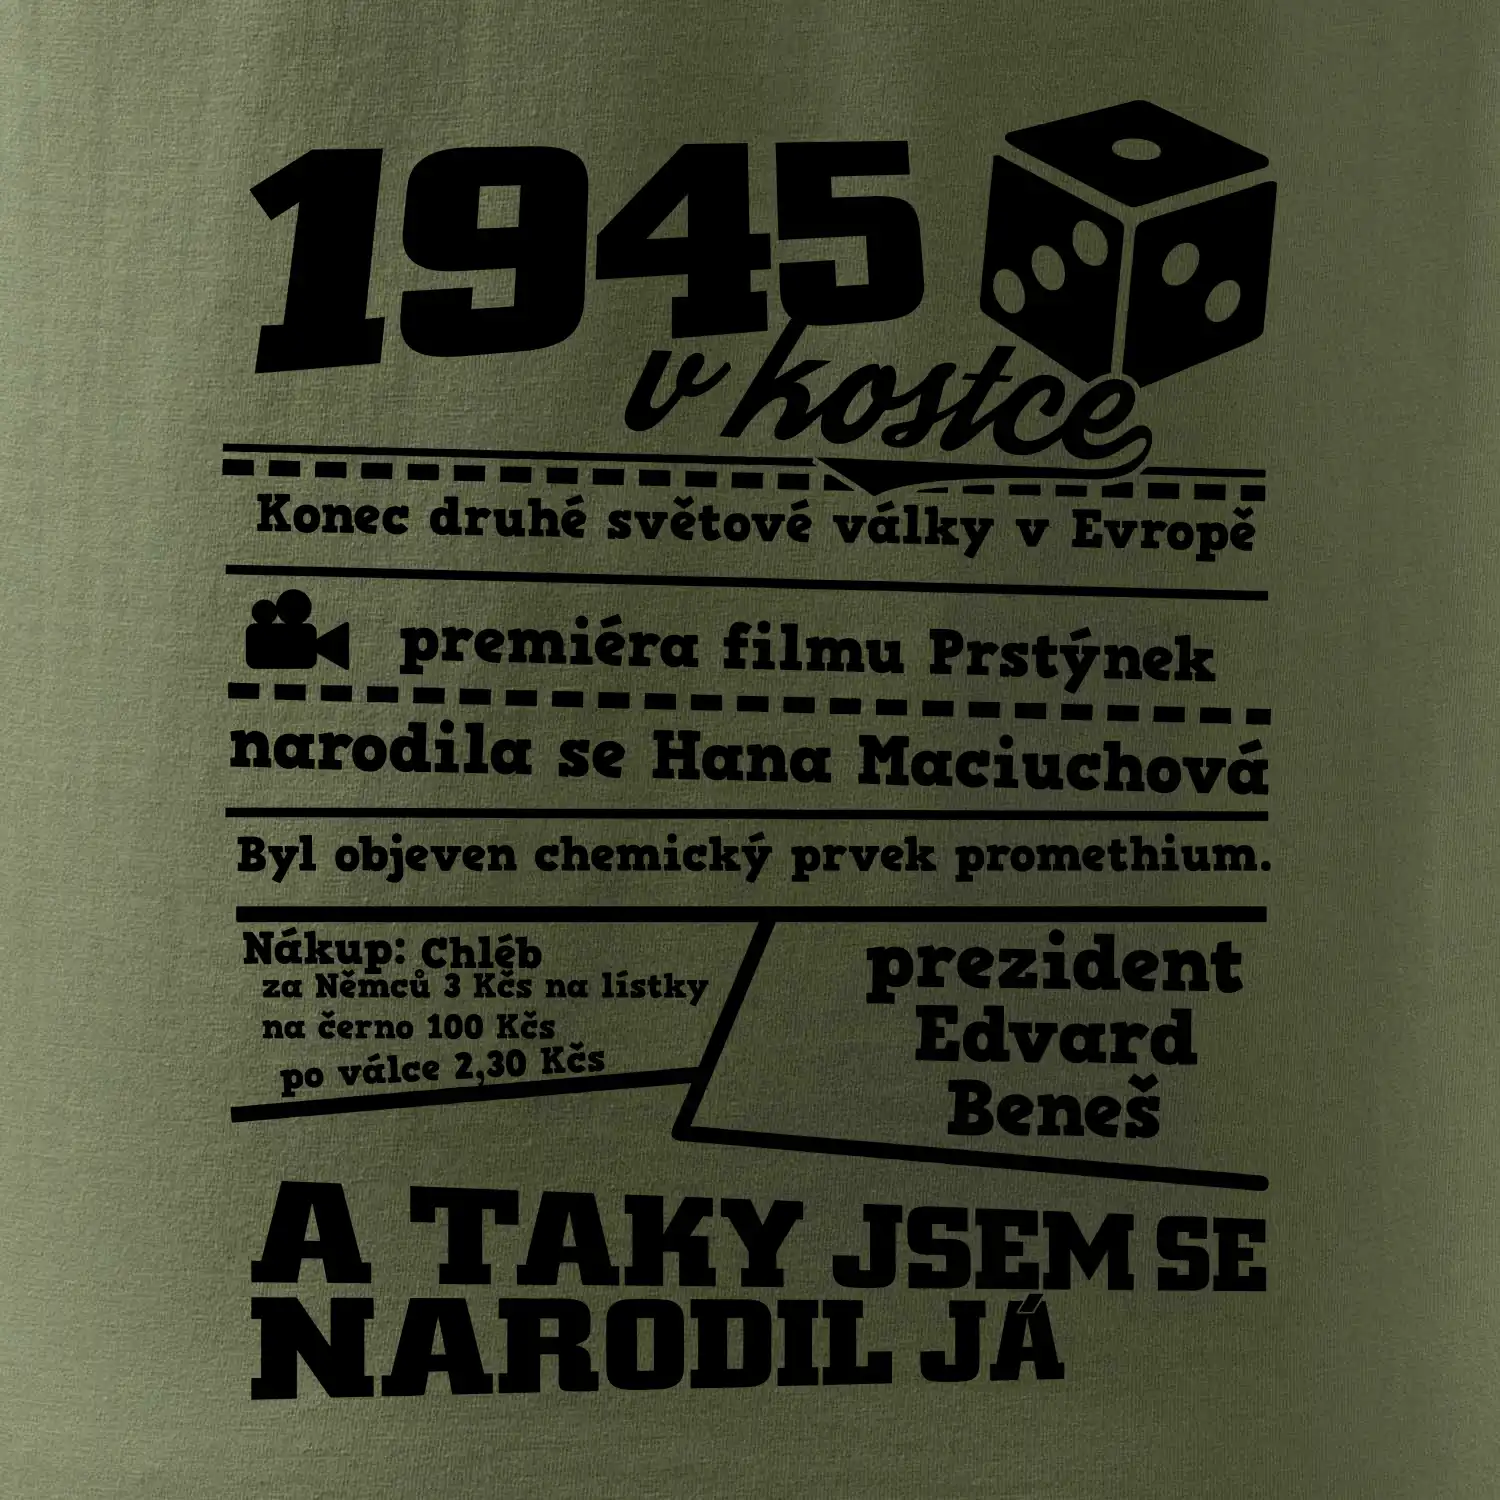 1945
v kostce
Konec druhé světové války v Evropě
premiéra filmu Prstýnek
narodila se Hana Maciuchová
Byl objeven chemický prvek promethium.
Nákup: Chléb
za Němců 3 Kčs na lístky
na černo 100 Kčs
po válce 2,30 Kčs
prezident
Edvard
Beneš
A TAKY JSEM SE
NARODIL JÁ